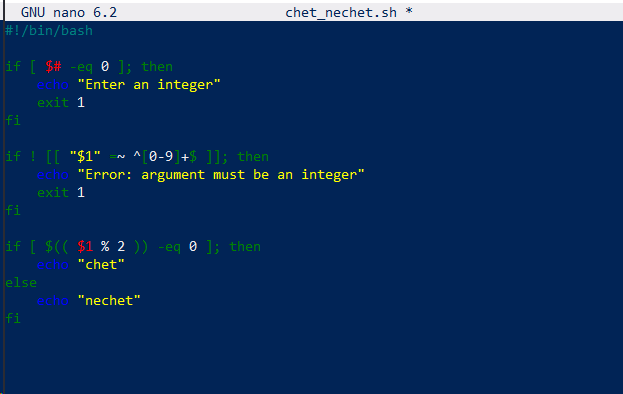 GNU nano 6.2 chet_nechet.sh *
#!/bin/bash
if [ $# -eq 0 ]; then
echo "Enter an integer"
exit 1
fi
if ! [[ "$1" =~ ^[0-9]+$ ]]; then
echo "Error: argument must be an integer"
exit 1
fi
if [ $(( $1 % 2 )) -eq 0 ]; then
echo "chet"
else
echo "nechet"
fi